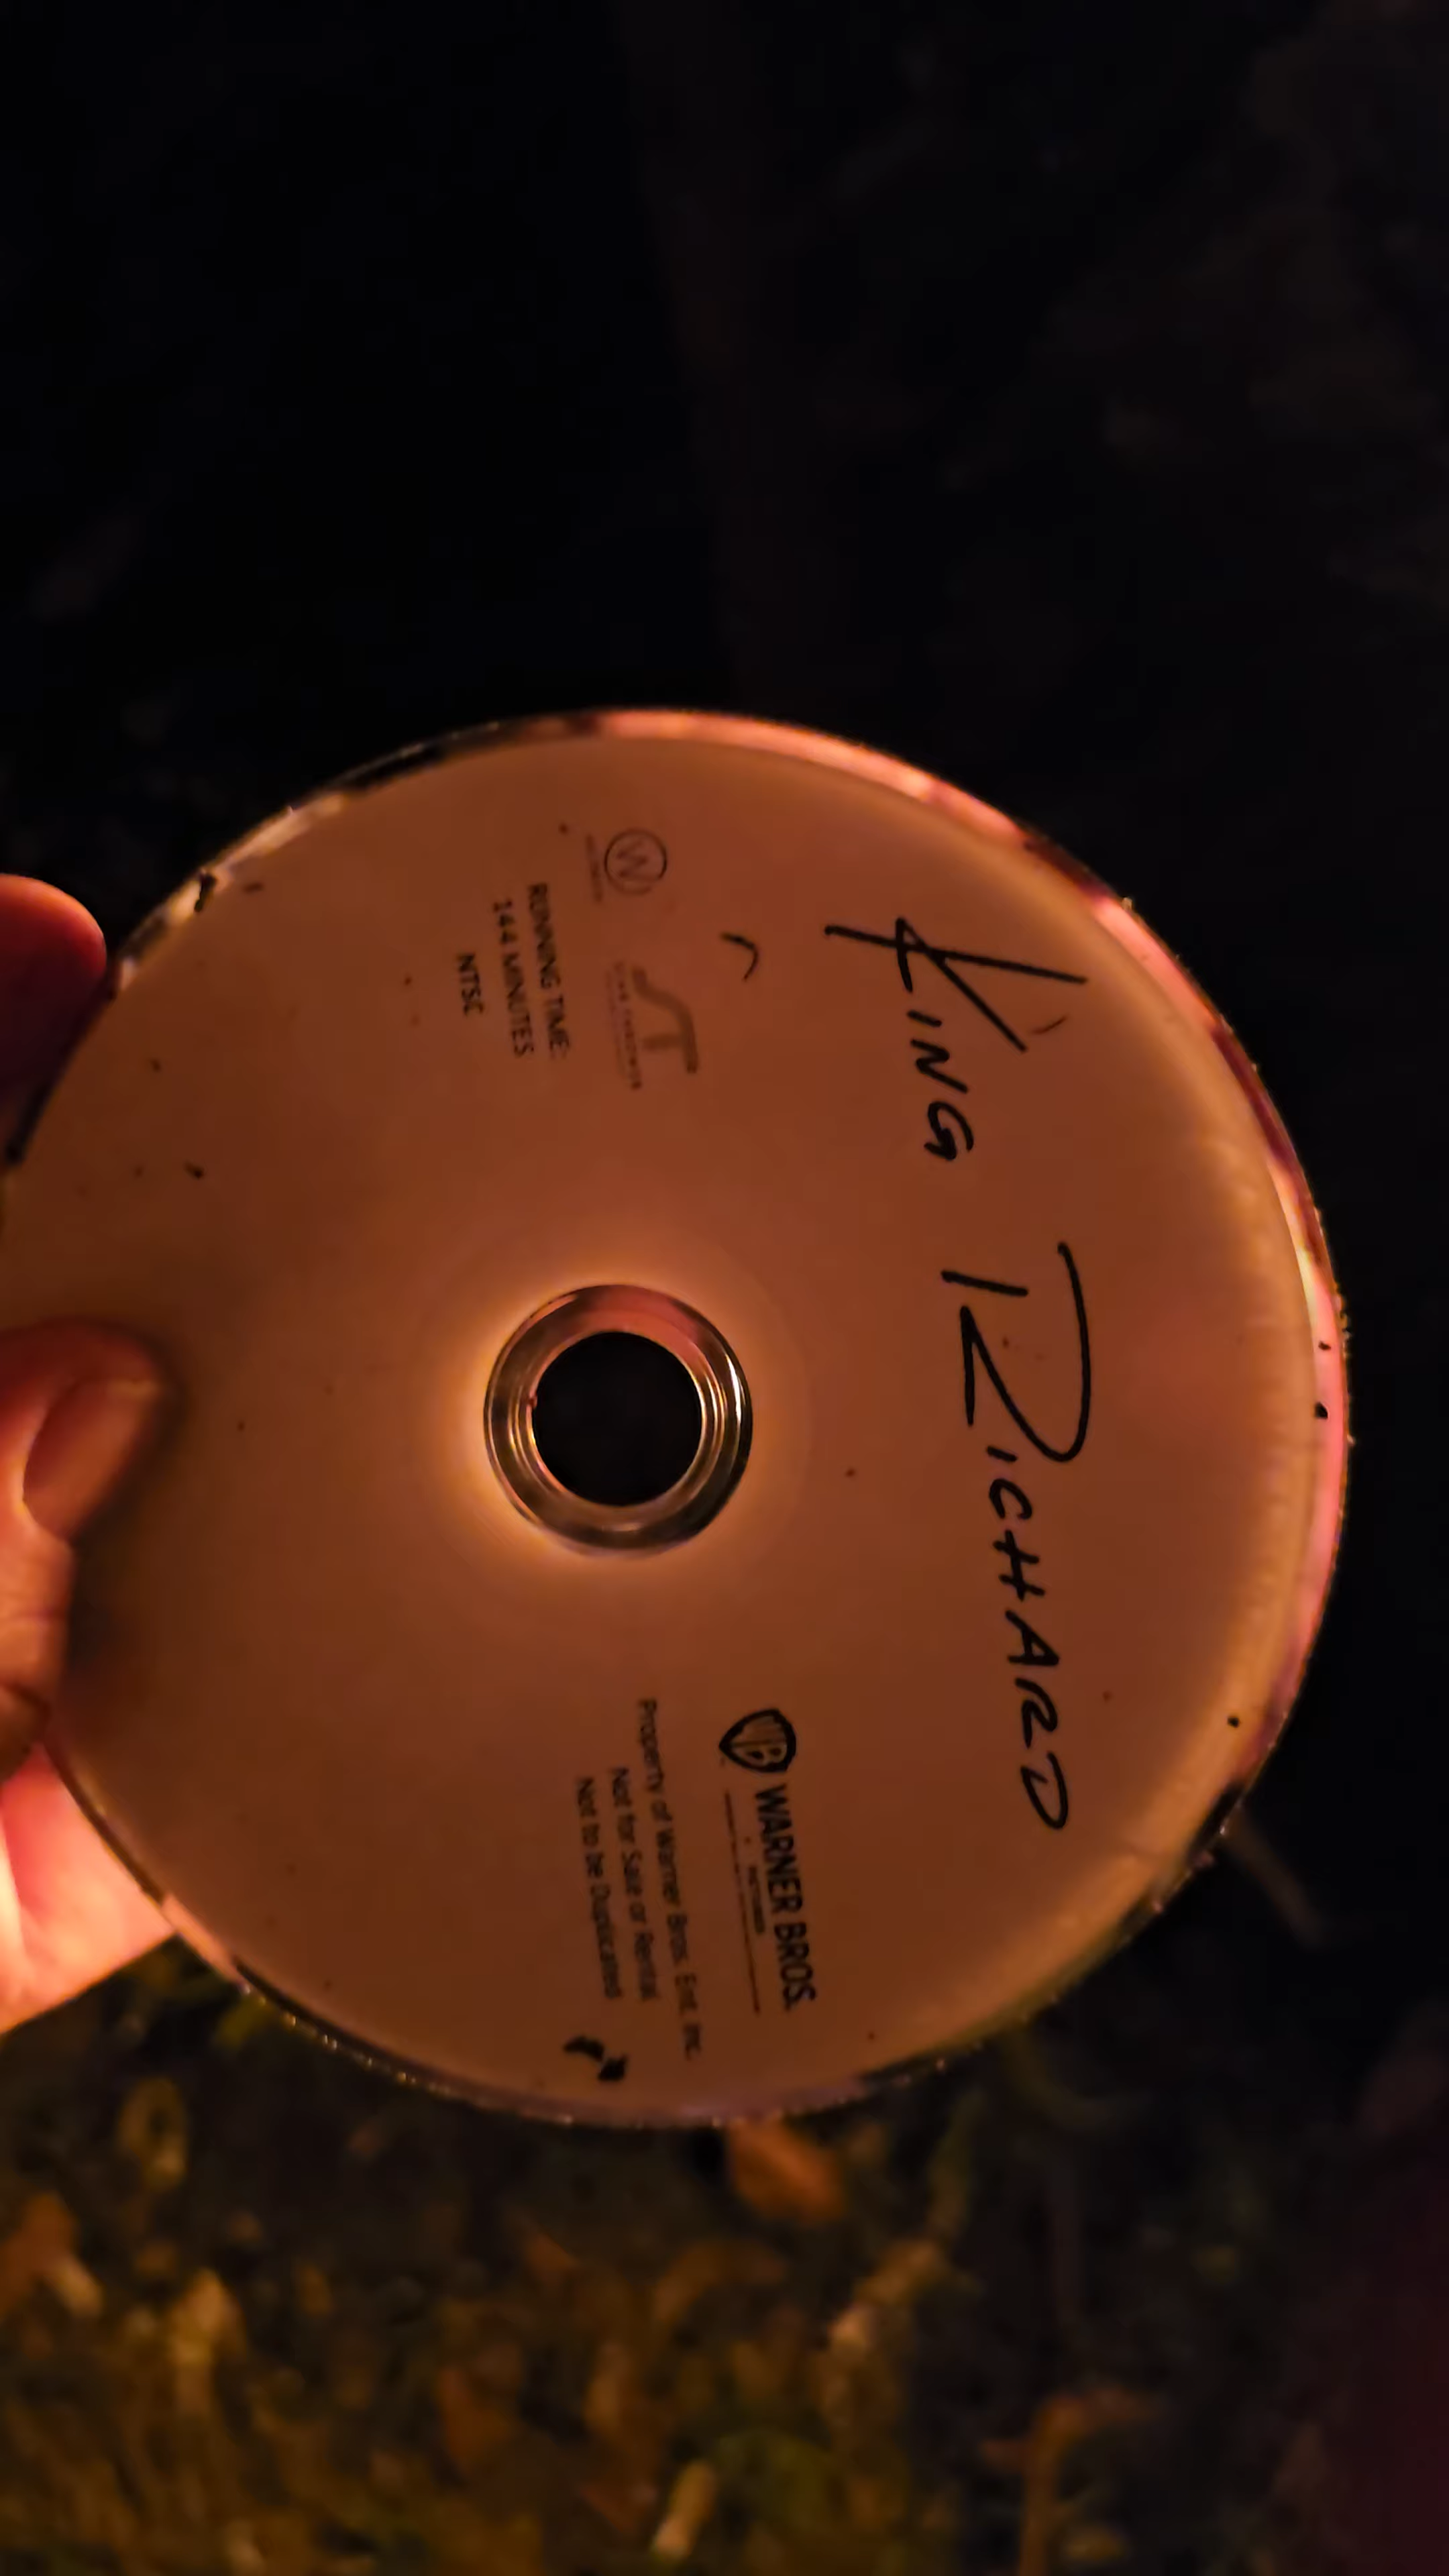 KING RICHARD
W
RUNNING TIME:
144 MINUTES
NTSC
WB WARNER BROS.
Property of Warner Bros. Ent. Inc.
Not for Sale or Rental
Not to be Duplicated